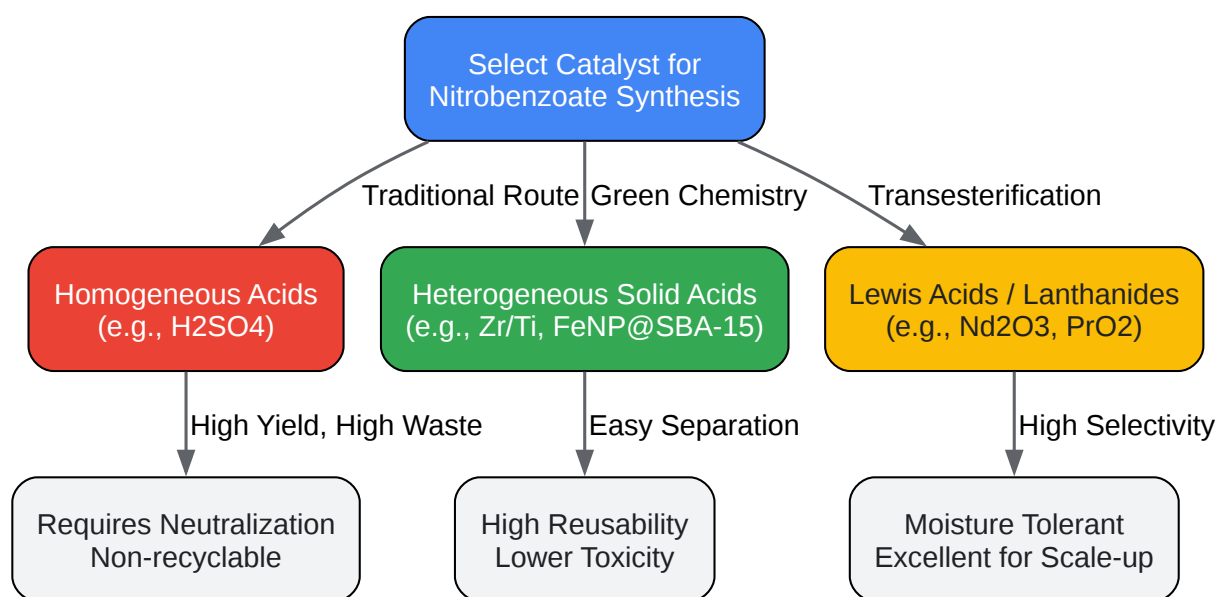 Select Catalyst for
Nitrobenzoate Synthesis
Traditional Route
Green Chemistry
Transesterification
Homogeneous Acids
(e.g., H2SO4)
Heterogeneous Solid Acids
(e.g., Zr/Ti, FeNP@SBA-15)
Lewis Acids / Lanthanides
(e.g., Nd2O3, PrO2)
High Yield, High Waste
Easy Separation
High Selectivity
Requires Neutralization
Non-recyclable
High Reusability
Lower Toxicity
Moisture Tolerant
Excellent for Scale-up